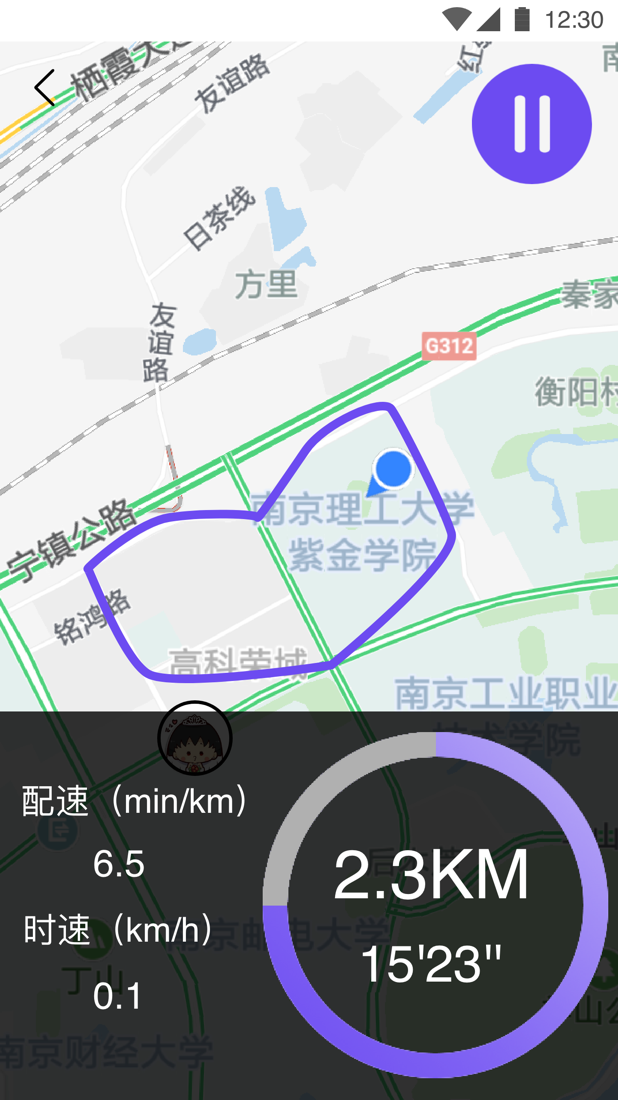 12:30
栖霞大道
友谊路
日茶线
方里
友谊路
秦家
G312
衡阳村
南京理工大学
紫金学院
宁镇公路
铭鸿路
高科荣域
南京工业职业
技术学院
配速（min/km）
6.5
2.3KM
时速（km/h）
南京邮电大学
15'23''
丁山
0.1
南京财经大学